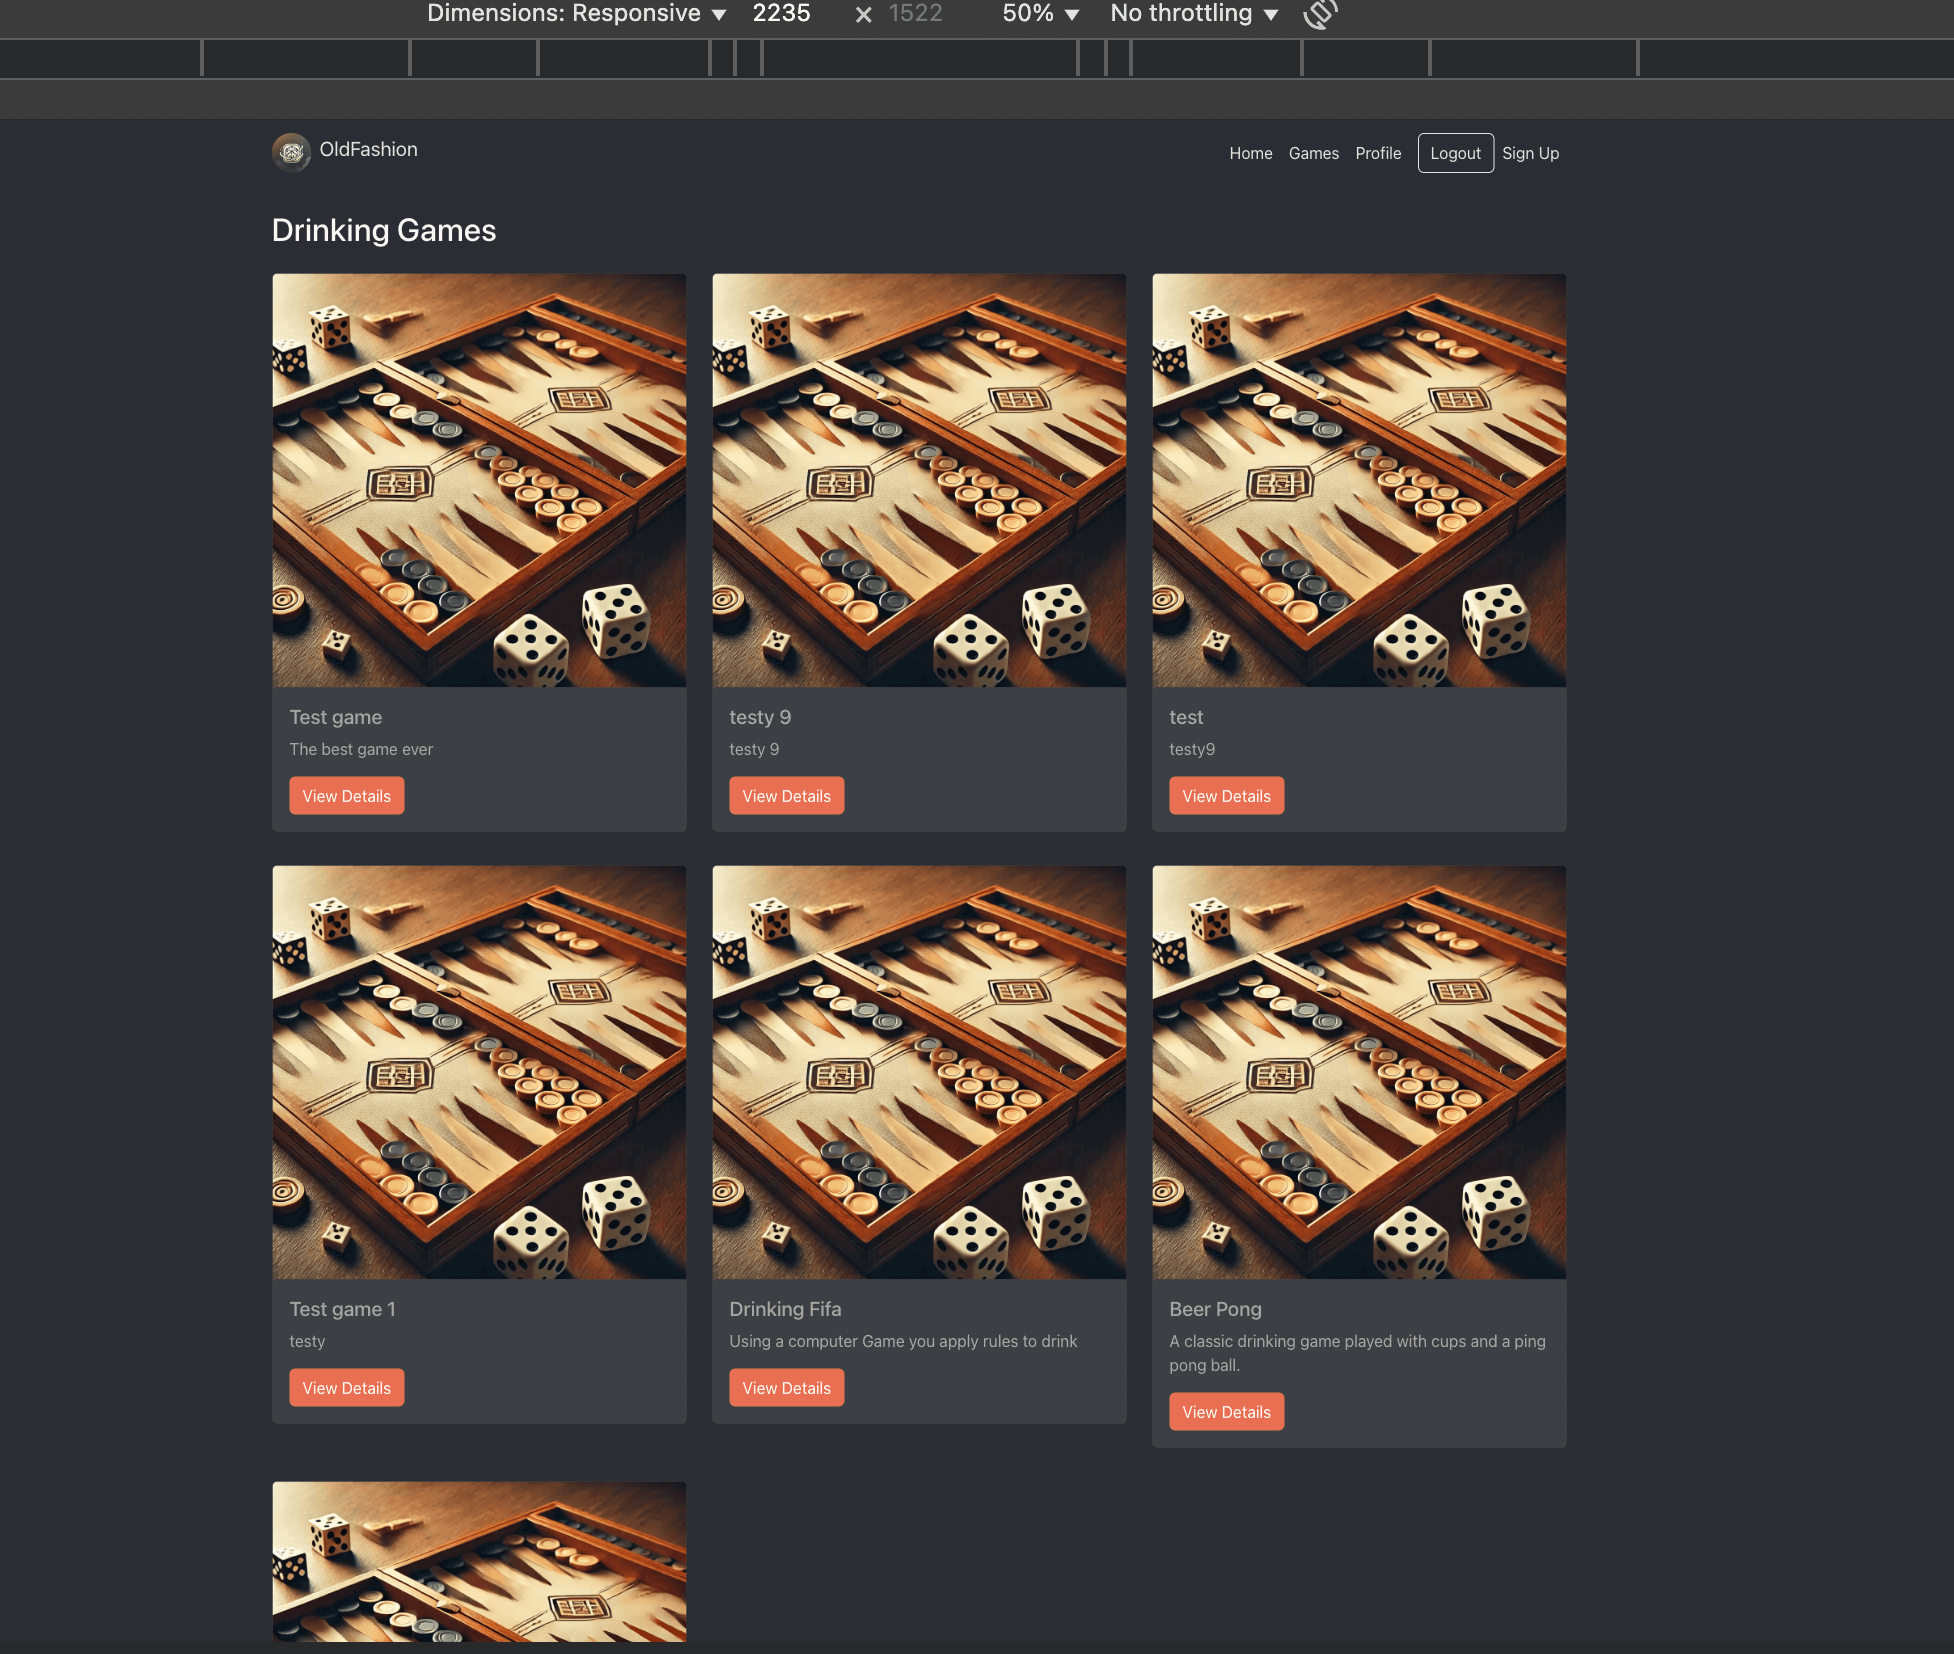 Dimensions: Responsive ▼ 2235 × 1522 50% ▼ No throttling ▼
OldFashion
Home Games Profile Logout Sign Up
Drinking Games
Test game
The best game ever
View Details
testy 9
testy 9
View Details
test
testy9
View Details
Test game 1
testy
View Details
Drinking Fifa
Using a computer Game you apply rules to drink
View Details
Beer Pong
A classic drinking game played with cups and a ping
pong ball.
View Details